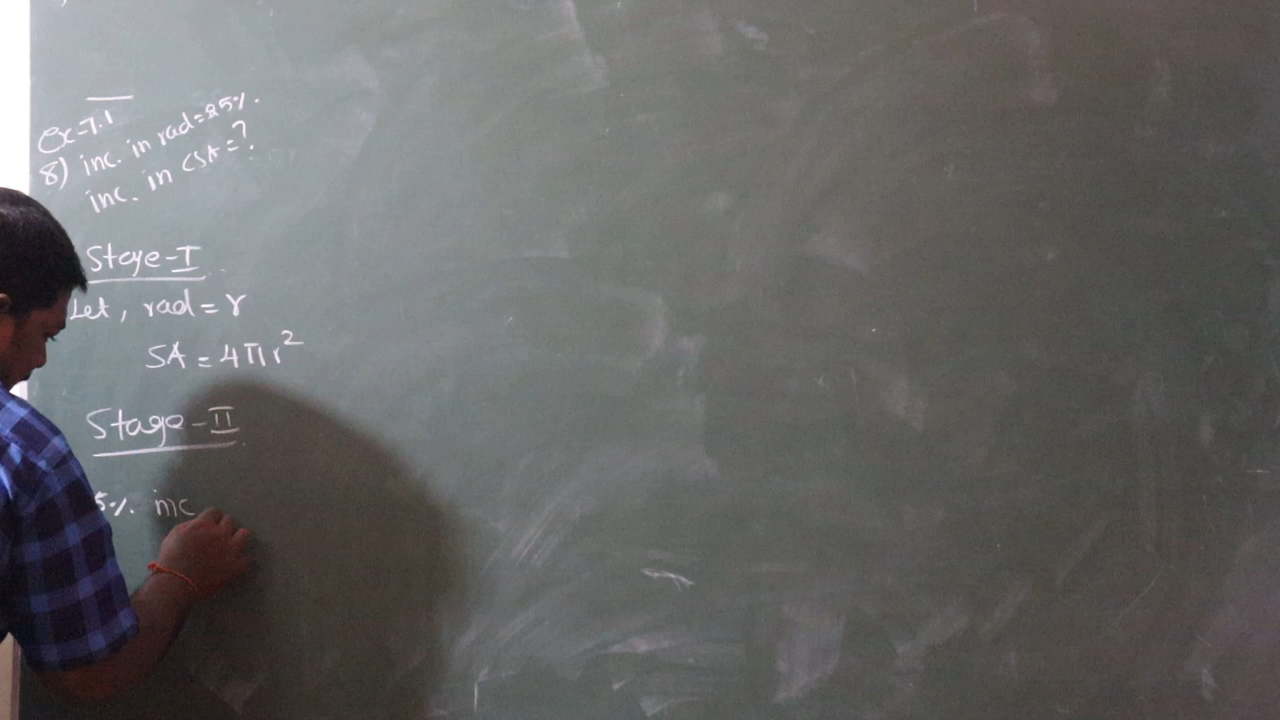 Ex-7.1
8) inc. in rad=25%.
inc. in CSA=?
Stage-I
Let, rad=r
SA=4πr²
Stage-II
5%. inc